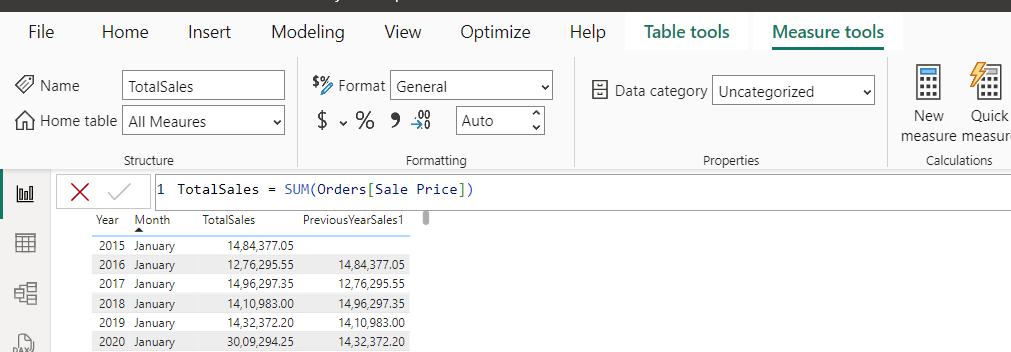 File Home Insert Modeling View Optimize Help Table tools Measure tools
Name TotalSales
Home table All Meaures
Structure
$% Format General
$ % 9 .00 →.0 Auto
Formatting
Data category Uncategorized
Properties
New measure
Quick measur
Calculations
1 TotalSales = SUM(Orders[Sale Price])
Year Month TotalSales PreviousYearSales1
2015 January 14,84,377.05
2016 January 12,76,295.55 14,84,377.05
2017 January 14,96,297.35 12,76,295.55
2018 January 14,10,983.00 14,96,297.35
2019 January 14,32,372.20 14,10,983.00
2020 January 30,09,294.25 14,32,372.20
DAX